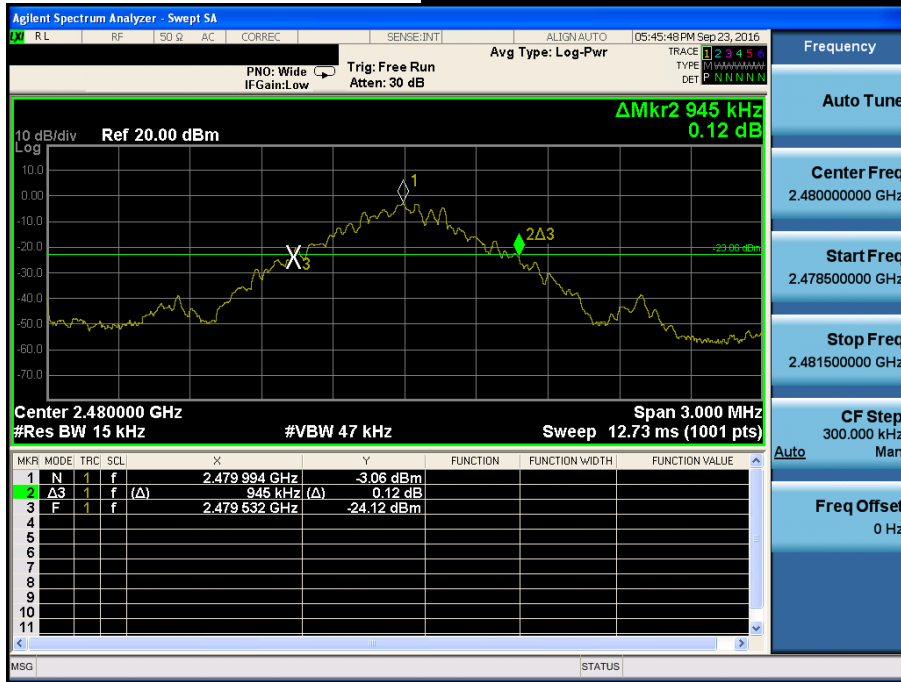 Agilent Spectrum Analyzer - Swept SA
LXI RL RF 50 Ω AC CORREC SENSE:INT ALIGNAUTO 05:45:48 PM Sep 23, 2016
Avg Type: Log-Pwr
TRACE 1 2 3 4 5 6
PNO: Wide Trig: Free Run TYPE M
IFGain:Low Atten: 30 dB DET P N N N N N
ΔMkr2 945 kHz
0.12 dB
10 dB/div Ref 20.00 dBm
Log
10.0
0.00
-10.0
-20.0
-30.0
-40.0
-50.0
-60.0
-70.0
1
2Δ3
3
-23.06 dBm
Center 2.480000 GHz Span 3.000 MHz
#Res BW 15 kHz #VBW 47 kHz Sweep 12.73 ms (1001 pts)
MKR MODE TRC SCL X Y FUNCTION FUNCTION WIDTH FUNCTION VALUE
1 N 1 f 2.479 994 GHz -3.06 dBm
2 Δ3 1 f (Δ) 945 kHz (Δ) 0.12 dB
3 F 1 f 2.479 532 GHz -24.12 dBm
4
5
6
7
8
9
10
11
MSG STATUS
Frequency
Auto Tune
Center Freq
2.480000000 GHz
Start Freq
2.478500000 GHz
Stop Freq
2.481500000 GHz
CF Step
300.000 kHz
Auto Man
Freq Offset
0 Hz